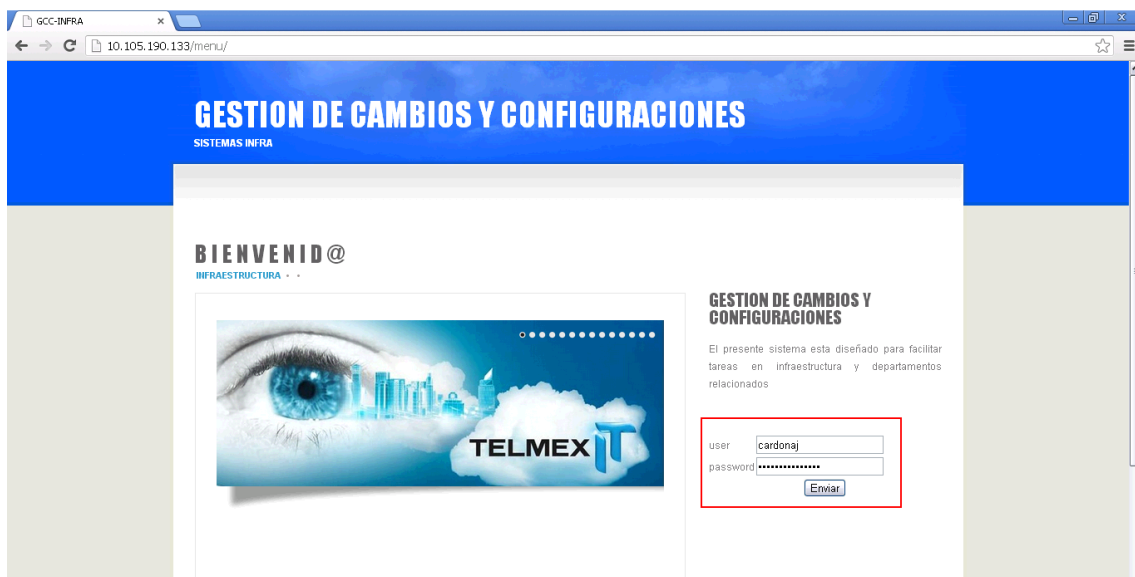 GCC-INFRA
10.105.190.133/menu/
GESTION DE CAMBIOS Y CONFIGURACIONES
SISTEMAS INFRA
BIENVENID@
INFRAESTRUCTURA
TELMEX IT
GESTION DE CAMBIOS Y
CONFIGURACIONES
El presente sistema esta diseñado para facilitar
tareas en infraestructura y departamentos
relacionados
user cardonaj
password •••••••••••••••
Enviar